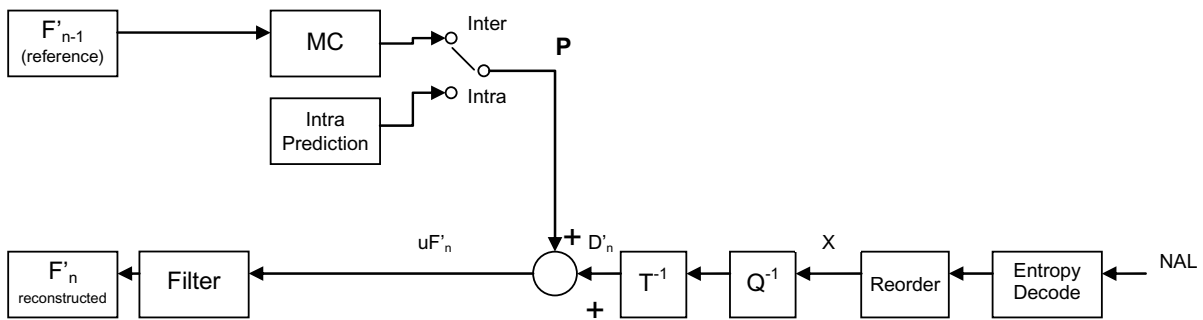 F'n-1
(reference)
MC
Inter
P
Intra
Intra
Prediction
+
uF'n
D'n
X
NAL
F'n
reconstructed
Filter
T-1
Q-1
Reorder
Entropy
Decode
+